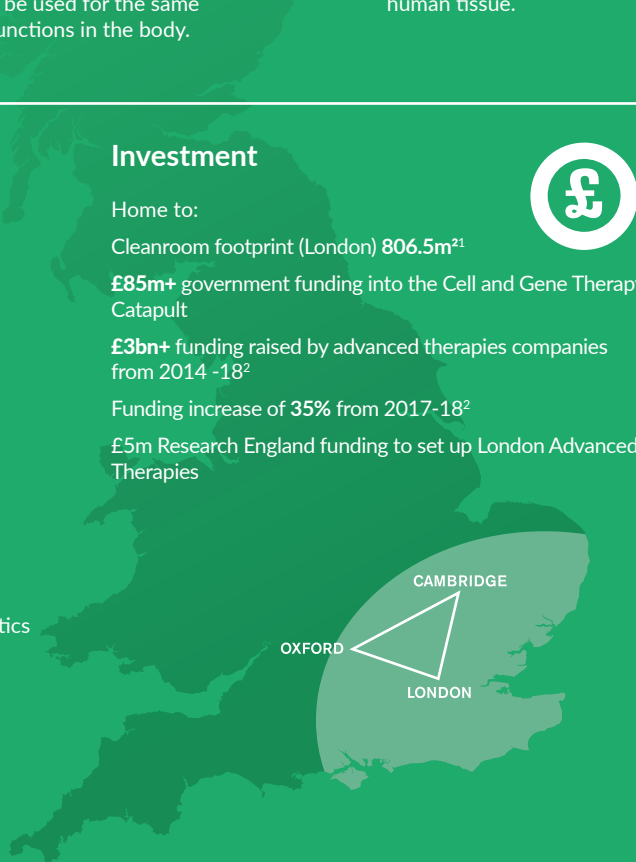 be used for the same
human tissue.
unctions in the body.
Investment
£
Home to:
Cleanroom footprint (London) 806.5m²¹
£85m+ government funding into the Cell and Gene Therapy
Catapult
£3bn+ funding raised by advanced therapies companies
from 2014 -18²
Funding increase of 35% from 2017-18²
£5m Research England funding to set up London Advanced
Therapies
CAMBRIDGE
tics
OXFORD
LONDON